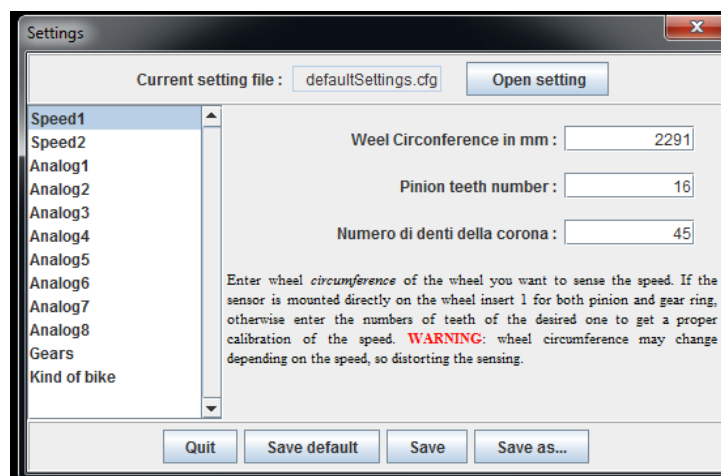 Settings
Current setting file : defaultSettings.cfg Open setting
Speed1
Speed2
Analog1
Analog2
Analog3
Analog4
Analog5
Analog6
Analog7
Analog8
Gears
Kind of bike
Weel Circonference in mm : 2291
Pinion teeth number : 16
Numero di denti della corona : 45
Enter wheel circumference of the wheel you want to sense the speed. If the
sensor is mounted directly on the wheel insert 1 for both pinion and gear ring,
otherwise enter the numbers of teeth of the desired one to get a proper
calibration of the speed. WARNING: wheel circumference may change
depending on the speed, so distorting the sensing.
Quit Save default Save Save as...